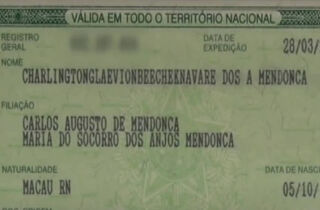 VÁLIDA EM TODO O TERRITÓRIO NACIONAL
REGISTRO GERAL
DATA DE EXPEDIÇÃO
28/03/
NOME
CHARLINGTONGLAEVIONBEECHEKNAVARE DOS A MENDONCA
FILIAÇÃO
CARLOS AUGUSTO DE MENDONCA
MARIA DO SOCORRO DOS ANJOS MENDONCA
NATURALIDADE
DATA DE NASCI
MACAU RN
05/10/